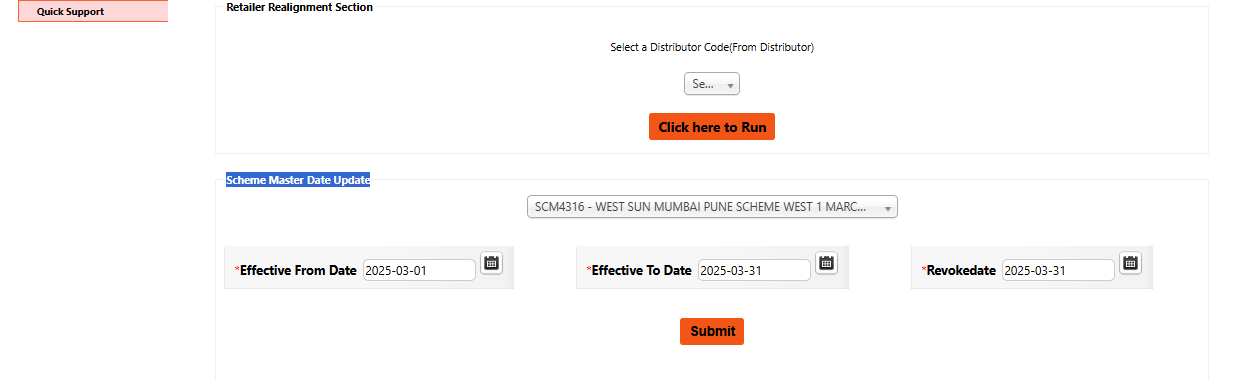 Quick Support
Retailer Realignment Section
Select a Distributor Code(From Distributor)
Se...
Click here to Run
Scheme Master Date Update
SCM4316 - WEST SUN MUMBAI PUNE SCHEME WEST 1 MARC...
*Effective From Date 2025-03-01
*Effective To Date 2025-03-31
*Revokedate 2025-03-31
Submit